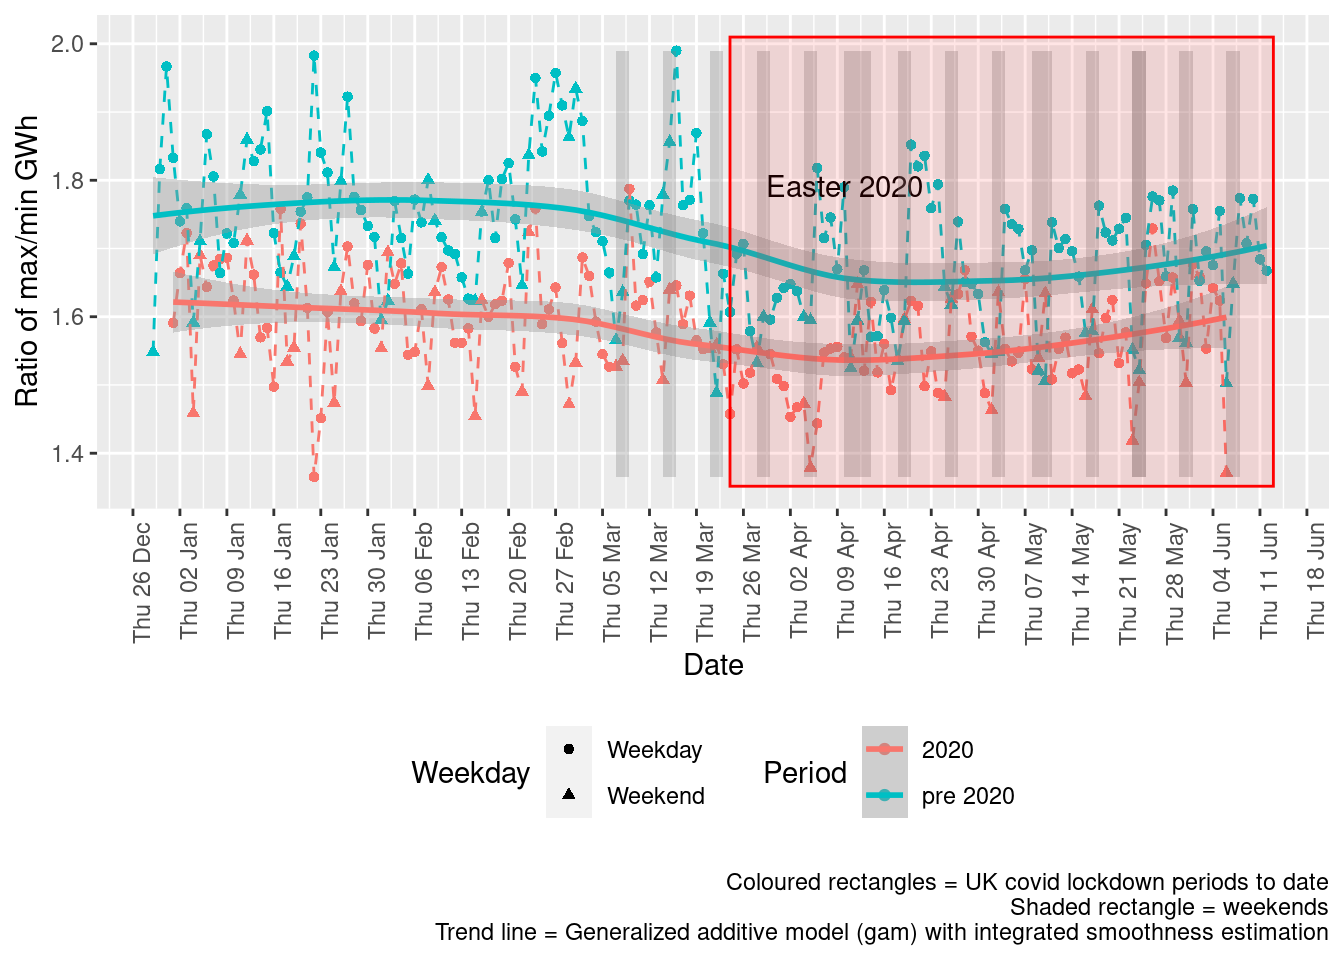 Ratio of max/min GWh
2.0
1.8
1.6
1.4
Easter 2020
Thu 26 Dec
Thu 02 Jan
Thu 09 Jan
Thu 16 Jan
Thu 23 Jan
Thu 30 Jan
Thu 06 Feb
Thu 13 Feb
Thu 20 Feb
Thu 27 Feb
Thu 05 Mar
Thu 12 Mar
Thu 19 Mar
Thu 26 Mar
Thu 02 Apr
Thu 09 Apr
Thu 16 Apr
Thu 23 Apr
Thu 30 Apr
Thu 07 May
Thu 14 May
Thu 21 May
Thu 28 May
Thu 04 Jun
Thu 11 Jun
Thu 18 Jun
Date
Weekday
Weekday
Weekend
Period
2020
pre 2020
Coloured rectangles = UK covid lockdown periods to date
Shaded rectangle = weekends
Trend line = Generalized additive model (gam) with integrated smoothness estimation